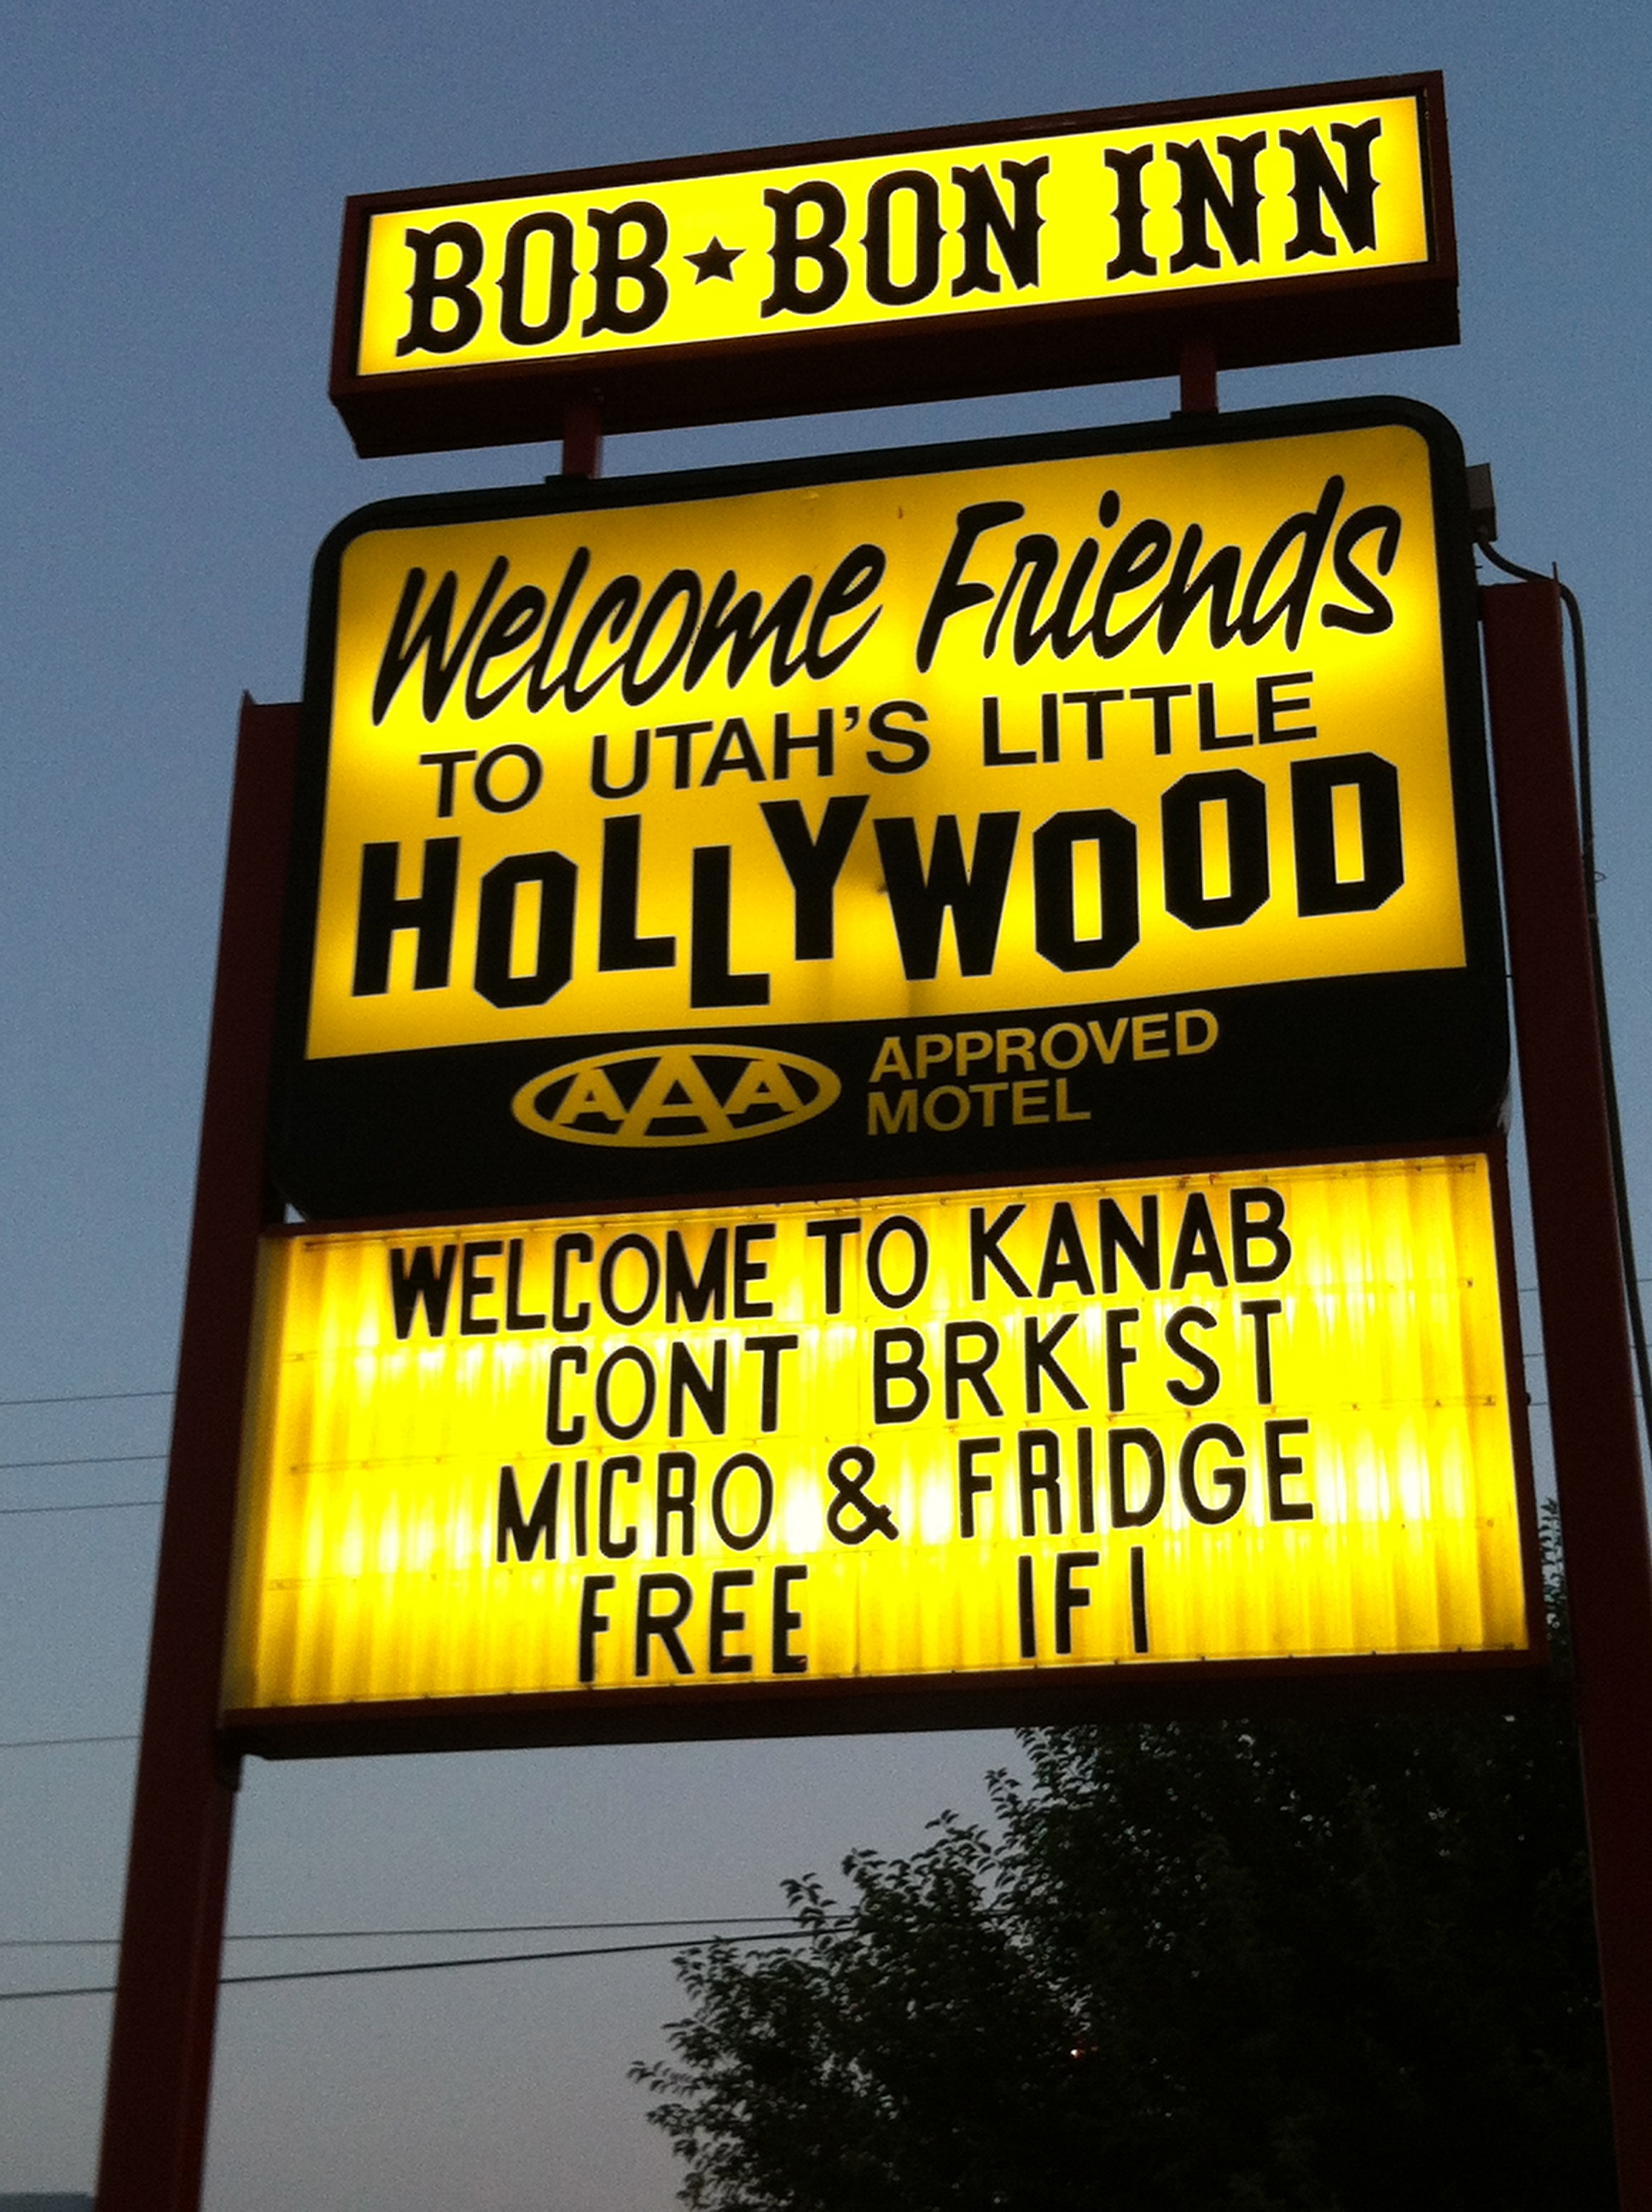 BOB★BON INN
Welcome Friends
TO UTAH'S LITTLE
HOLLYWOOD
AAA
APPROVED
MOTEL
WELCOME TO KANAB
CONT BRKFST
MICRO & FRIDGE
FREE IFI